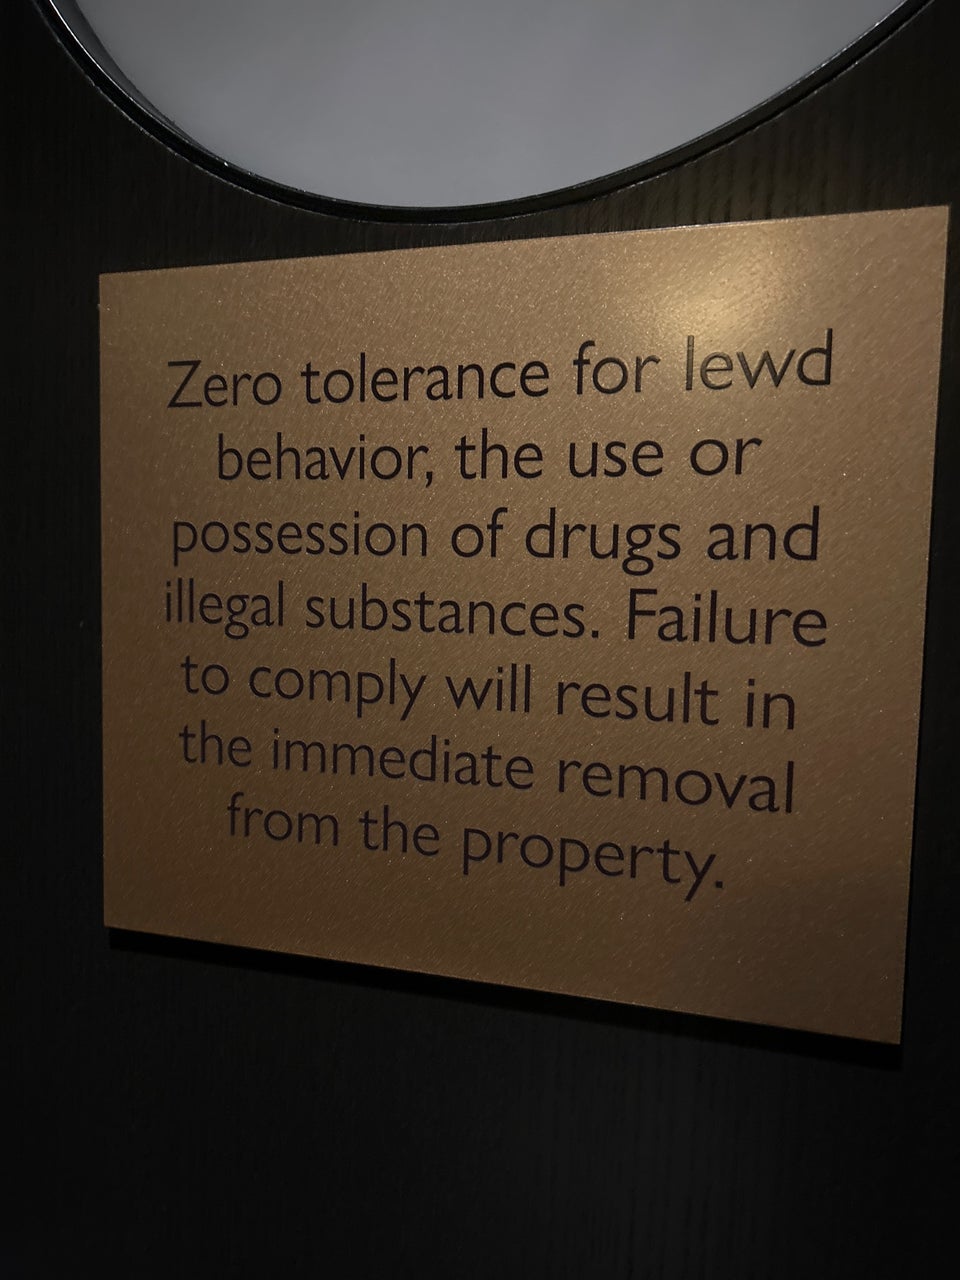 Zero tolerance for lewd
behavior, the use or
possession of drugs and
illegal substances. Failure
to comply will result in
the immediate removal
from the property.